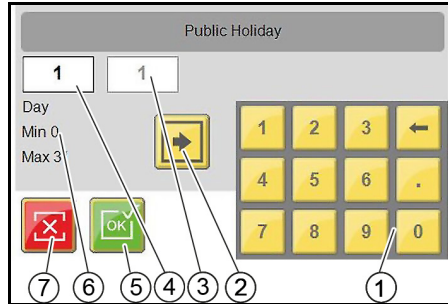 Public Holiday
1 1
Day
Min 0
Max 3
1 2 3 ←
4 5 6 .
7 8 9 0
OK
7 6 5 4 3 2 1